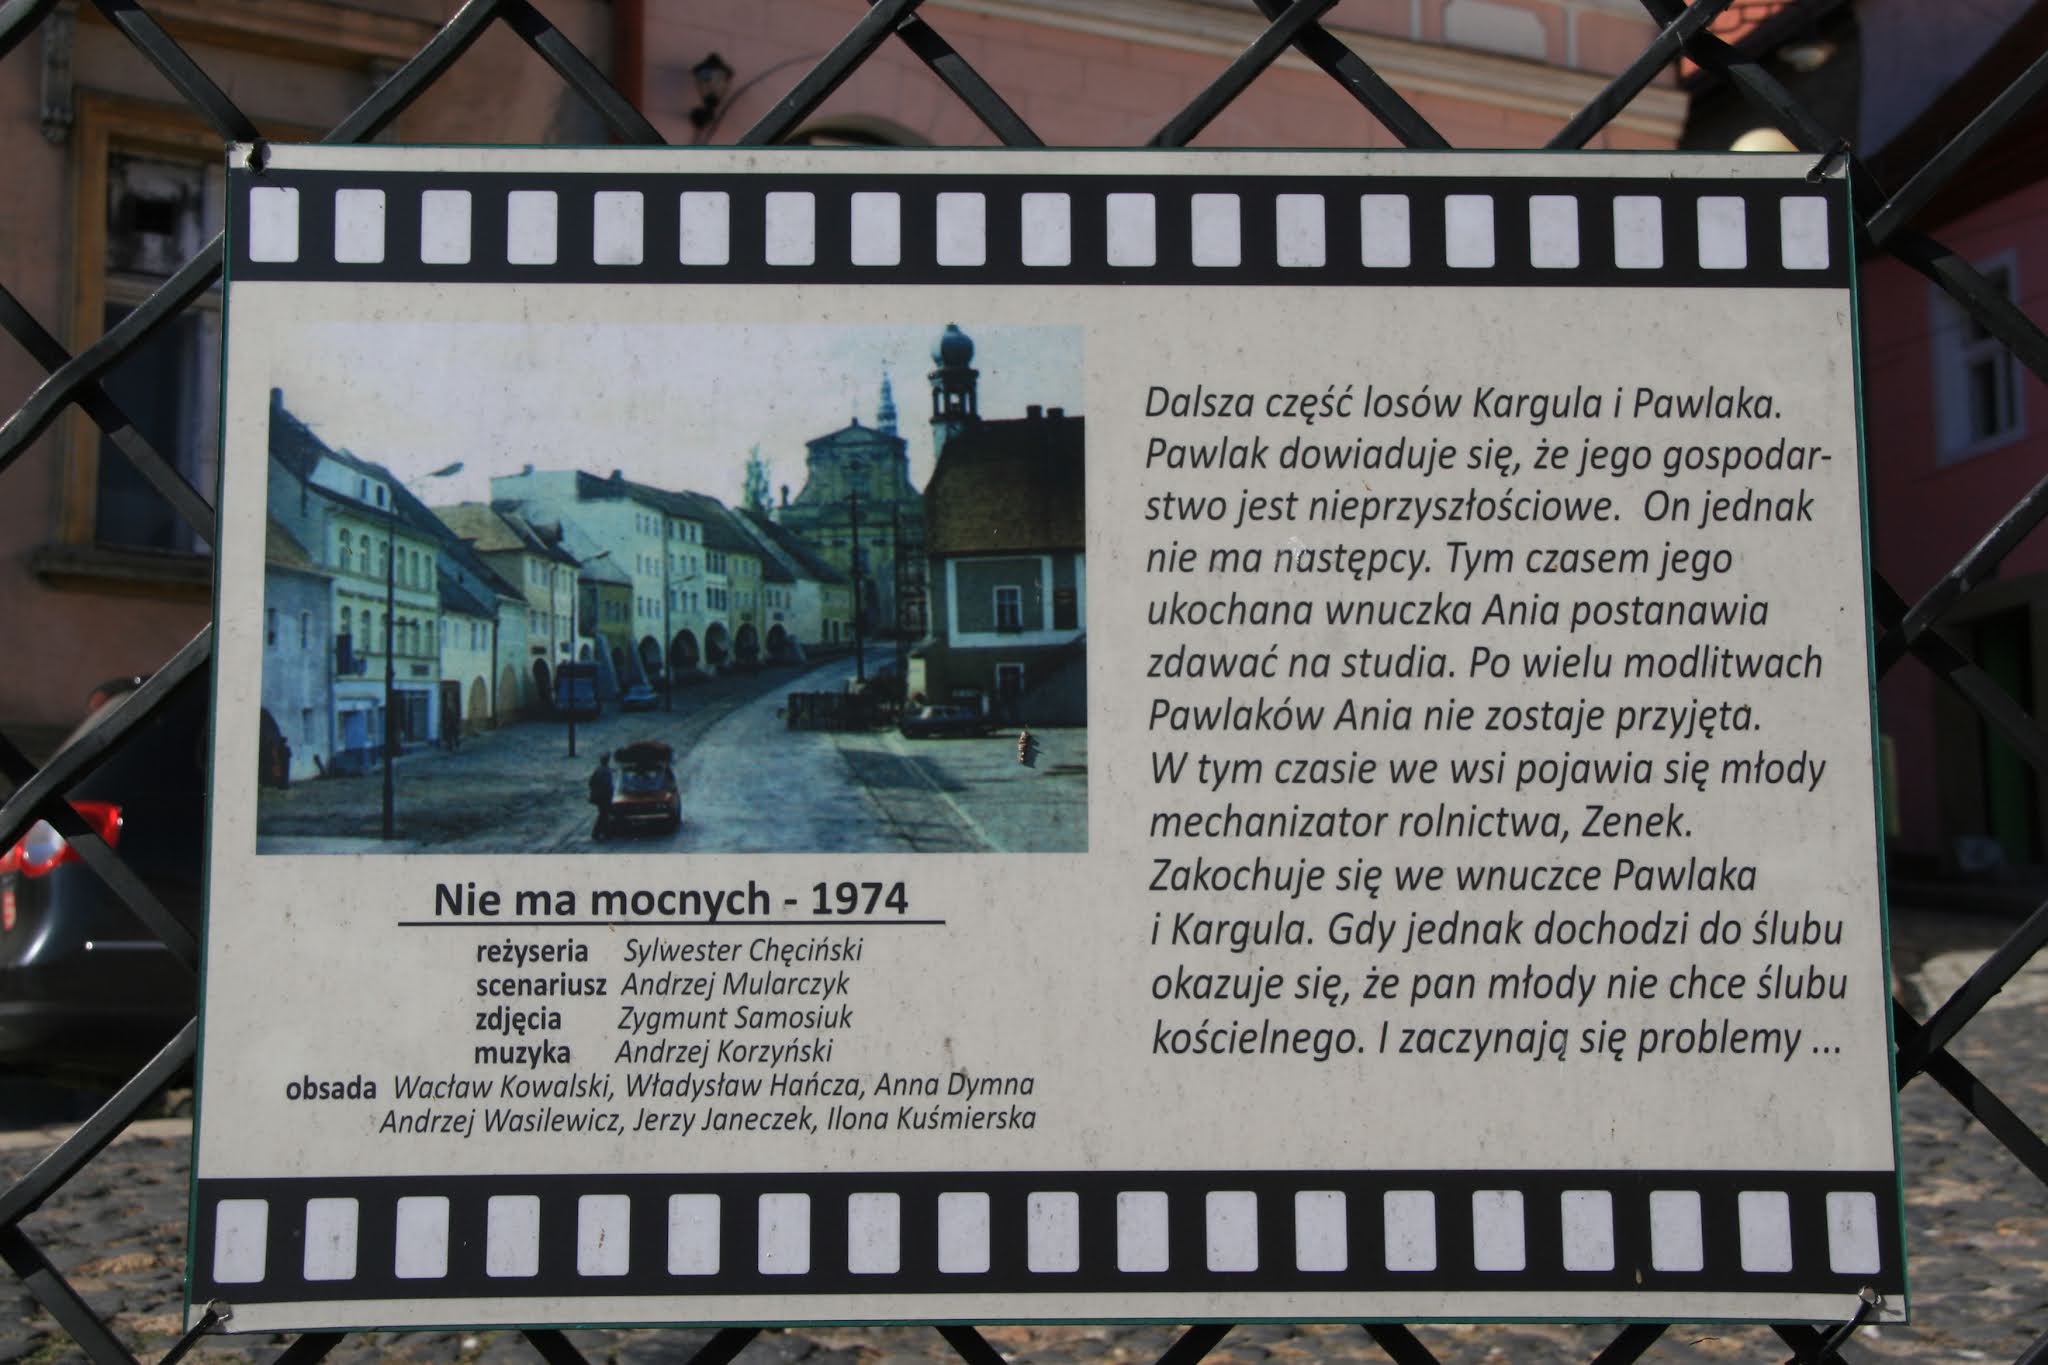 Nie ma mocnych - 1974
reżyseria Sylwester Chęciński
scenariusz Andrzej Mularczyk
zdjęcia Zygmunt Samosiuk
muzyka Andrzej Korzyński
obsada Wacław Kowalski, Władysław Hańcza, Anna Dymna
Andrzej Wasilewicz, Jerzy Janeczek, Ilona Kuśmierska
Dalsza część losów Kargula i Pawlaka.
Pawlak dowiaduje się, że jego gospodar-
stwo jest nieprzyszłościowe. On jednak
nie ma następcy. Tym czasem jego
ukochana wnuczka Ania postanawia
zdawać na studia. Po wielu modlitwach
Pawlaków Ania nie zostaje przyjęta.
W tym czasie we wsi pojawia się młody
mechanizator rolnictwa, Zenek.
Zakochuje się we wnuczce Pawlaka
i Kargula. Gdy jednak dochodzi do ślubu
okazuje się, że pan młody nie chce ślubu
kościelnego. I zaczynają się problemy ...